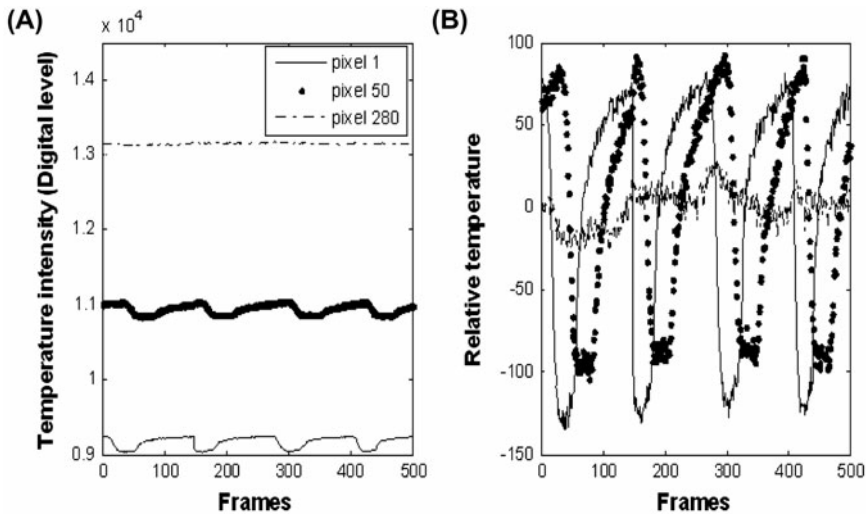 (A)
× 10⁴
Temperature intensity (Digital level)
1.4
1.3
1.2
1.1
1
0.9
0
100
200
300
400
500
Frames
pixel 1
pixel 50
pixel 280
(B)
Relative temperature
100
50
0
-50
-100
-150
0
100
200
300
400
500
Frames